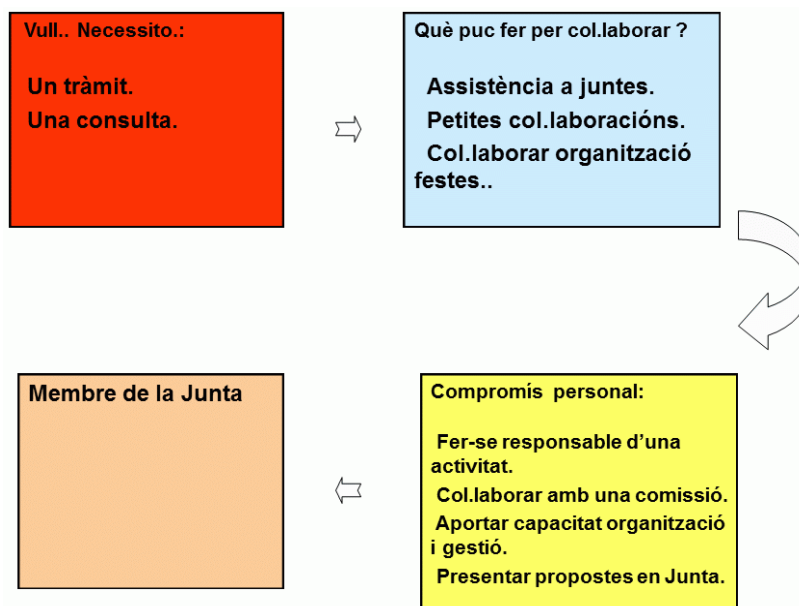 Vull.. Necessito.:
Un tràmit.
Una consulta.
Què puc fer per col.laborar ?
Assistència a juntes.
Petites col.laboracións.
Col.laborar organització
festes..
Compromís personal:
Fer-se responsable d'una
activitat.
Col.laborar amb una comissió.
Aportar capacitat organització
i gestió.
Presentar propostes en Junta.
Membre de la Junta